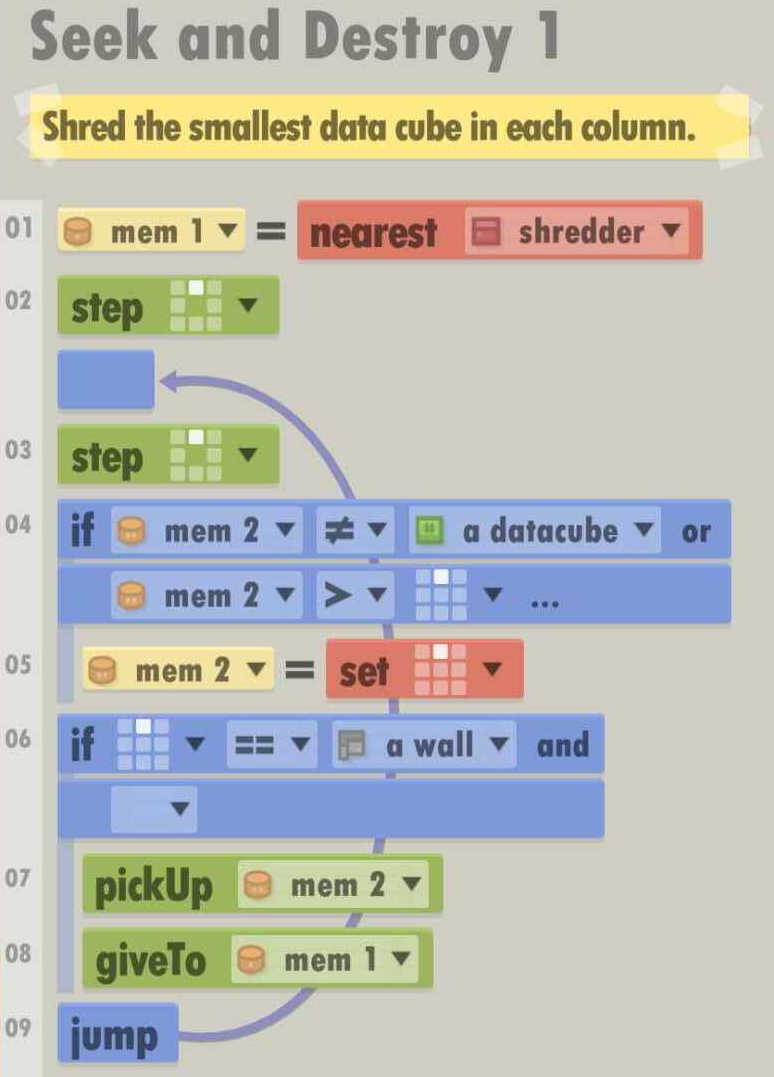 Seek and Destroy 1
Shred the smallest data cube in each column.
01 mem 1 = nearest shredder
02 step
03 step
04 if mem 2 ≠ a datacube or
mem 2 > ...
05 mem 2 = set
06 if == a wall and
07 pickUp mem 2
08 giveTo mem 1
09 jump